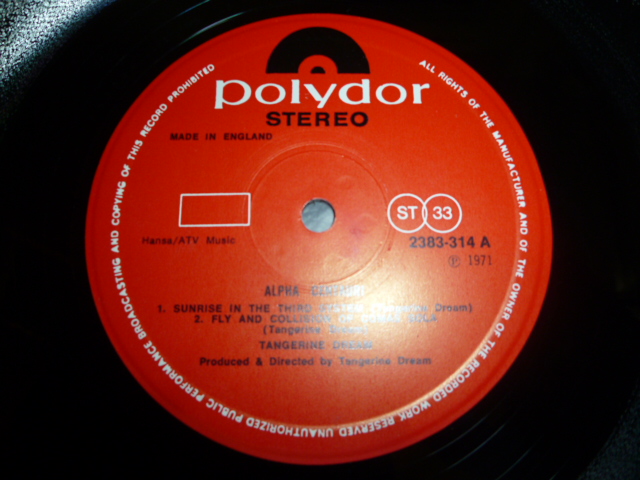 polydor
STEREO
MADE IN ENGLAND
ST 33
Hansa/ATV Music
2383-314 A
℗ 1971
ALPHA
1. SUNRISE IN THE THIRD
2. FLY AND COLLISION OF
(Tangerine
TANGERINE
Produced & Directed by Tangerine Dream
ALL RIGHTS OF THE MANUFACTURER AND OF THE OWNER OF THE RECORDED WORK RESERVED. UNAUTHORIZED PUBLIC PERFORMANCE BROADCASTING AND COPYING OF THIS RECORD PROHIBITED